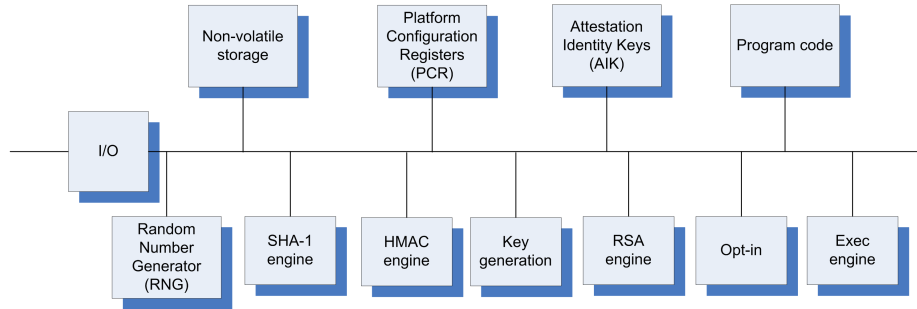 Non-volatile
storage
Platform
Configuration
Registers
(PCR)
Attestation
Identity Keys
(AIK)
Program code
I/O
Random
Number
Generator
(RNG)
SHA-1
engine
HMAC
engine
Key
generation
RSA
engine
Opt-in
Exec
engine